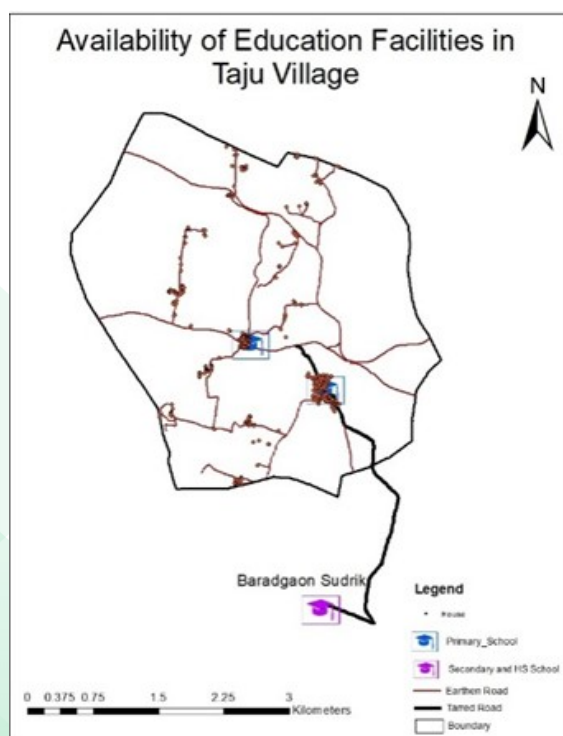 Availability of Education Facilities in
Taju Village
N
Baradgaon Sudrik
Legend
House
Primary_School
Secondary and HS School
Earthen Road
Tarred Road
Boundary
0 0.375 0.75 1.5 2.25 3
Kilometers